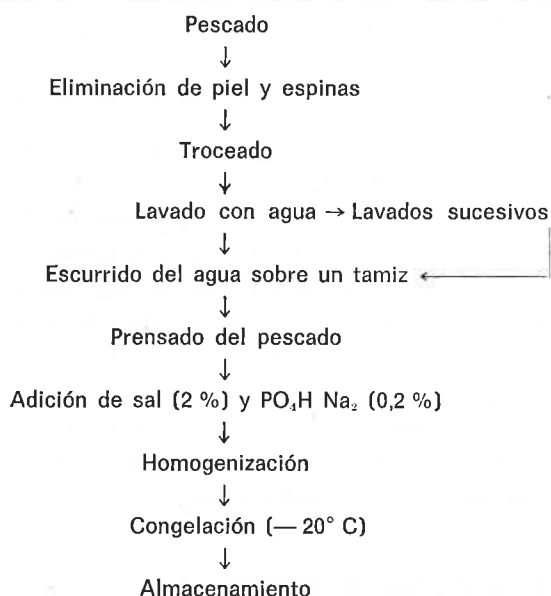 Pescado
↓
Eliminación de piel y espinas
↓
Troceado
↓
Lavado con agua → Lavados sucesivos
↓
Escurrido del agua sobre un tamiz ←
↓
Prensado del pescado
↓
Adición de sal (2 %) y PO₄H Na₂ (0,2 %)
↓
Homogenización
↓
Congelación (— 20° C)
↓
Almacenamiento